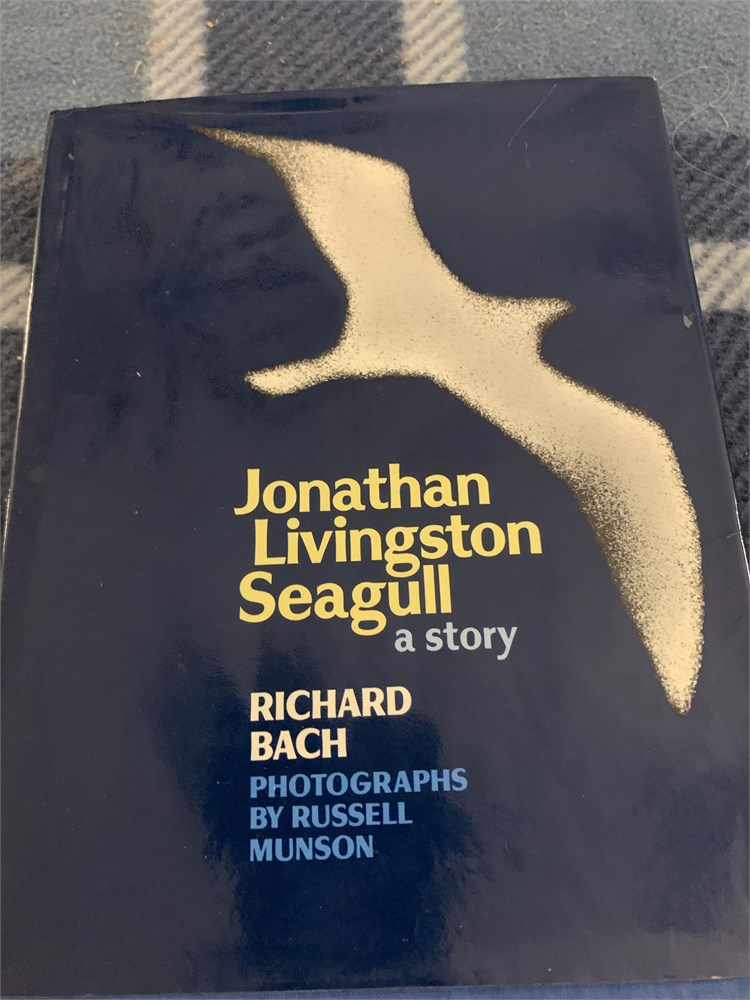 Jonathan
Livingston
Seagull
a story
RICHARD
BACH
PHOTOGRAPHS
BY RUSSELL
MUNSON